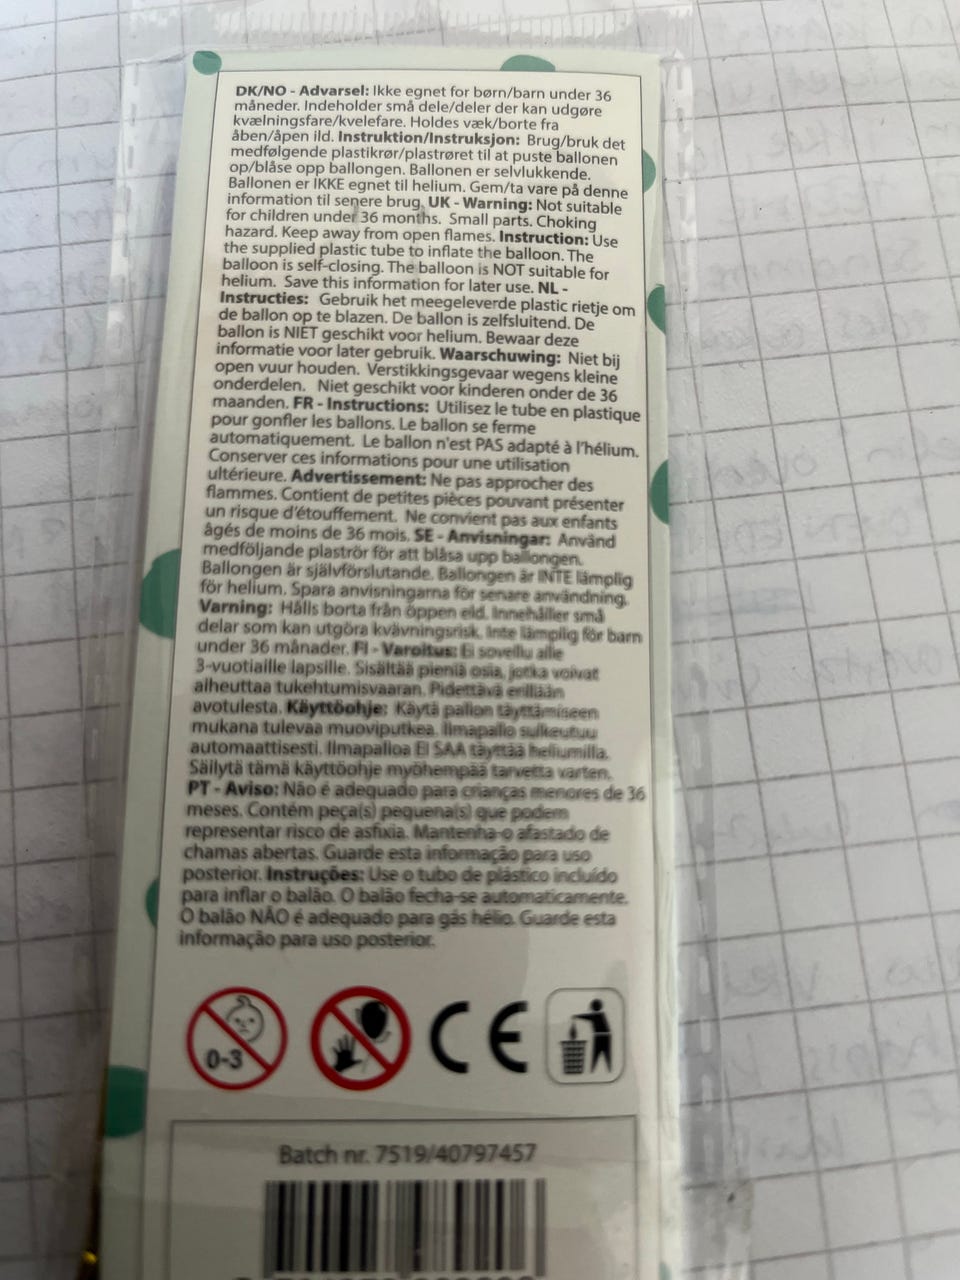 DK/NO - Advarsel: Ikke egnet for børn/barn under 36
måneder. Indeholder små dele/deler der kan udgøre
kvælningsfare/kvelefare. Holdes væk/borte fra
åben/åpen ild. Instruktion/Instruksjon: Brug/bruk det
medfølgende plastikrør/plastrøret til at puste ballonen
op/blåse opp ballongen. Ballonen er selvlukkende.
Ballonen er IKKE egnet til helium. Gem/ta vare på denne
information til senere brug. UK - Warning: Not suitable
for children under 36 months. Small parts. Choking
hazard. Keep away from open flames. Instruction: Use
the supplied plastic tube to inflate the balloon. The
balloon is self-closing. The balloon is NOT suitable for
helium. Save this information for later use. NL -
Instructies: Gebruik het meegeleverde plastic rietje om
de ballon op te blazen. De ballon is zelfsluitend. De
ballon is NIET geschikt voor helium. Bewaar deze
informatie voor later gebruik. Waarschuwing: Niet bij
open vuur houden. Verstikkingsgevaar wegens kleine
onderdelen. Niet geschikt voor kinderen onder de 36
maanden. FR - Instructions: Utilisez le tube en plastique
pour gonfler les ballons. Le ballon se ferme
automatiquement. Le ballon n'est PAS adapté à l'hélium.
Conserver ces informations pour une utilisation
ultérieure. Advertissement: Ne pas approcher des
flammes. Contient de petites pièces pouvant présenter
un risque d'étouffement. Ne convient pas aux enfants
âgés de moins de 36 mois. SE - Anvisningar: Använd
medföljande plaströr för att blåsa upp ballongen.
Ballongen är självförslutande. Ballongen är INTE lämplig
för helium. Spara anvisningarna för senare användning.
Varning: Hålls borta från öppen eld. Innehåller små
delar som kan utgöra kvävningsrisk. Inte lämplig för barn
under 36 månader. FI - Varoitus: Ei sovellu alle
3-vuotiaille lapsille. Sisältää pieniä osia, jotka voivat
aiheuttaa tukehtumisvaaran. Pidettävä erillään
avotulesta. Käyttöohje: Käytä pallon täyttämiseen
mukana tulevaa muoviputkea. Ilmapallo sulkeutuu
automaattisesti. Ilmapalloa EI SAA täyttää heliumilla.
Säilytä tämä käyttöohje myöhempää tarvetta varten.
PT - Aviso: Não é adequado para crianças menores de 36
meses. Contém peça(s) pequena(s) que podem
representar risco de asfixia. Mantenha-o afastado de
chamas abertas. Guarde esta informação para uso
posterior. Instruções: Use o tubo de plástico incluído
para inflar o balão. O balão fecha-se automaticamente.
O balão NÃO é adequado para gás hélio. Guarde esta
informação para uso posterior.
0-3
CE
Batch nr. 7519/40797457